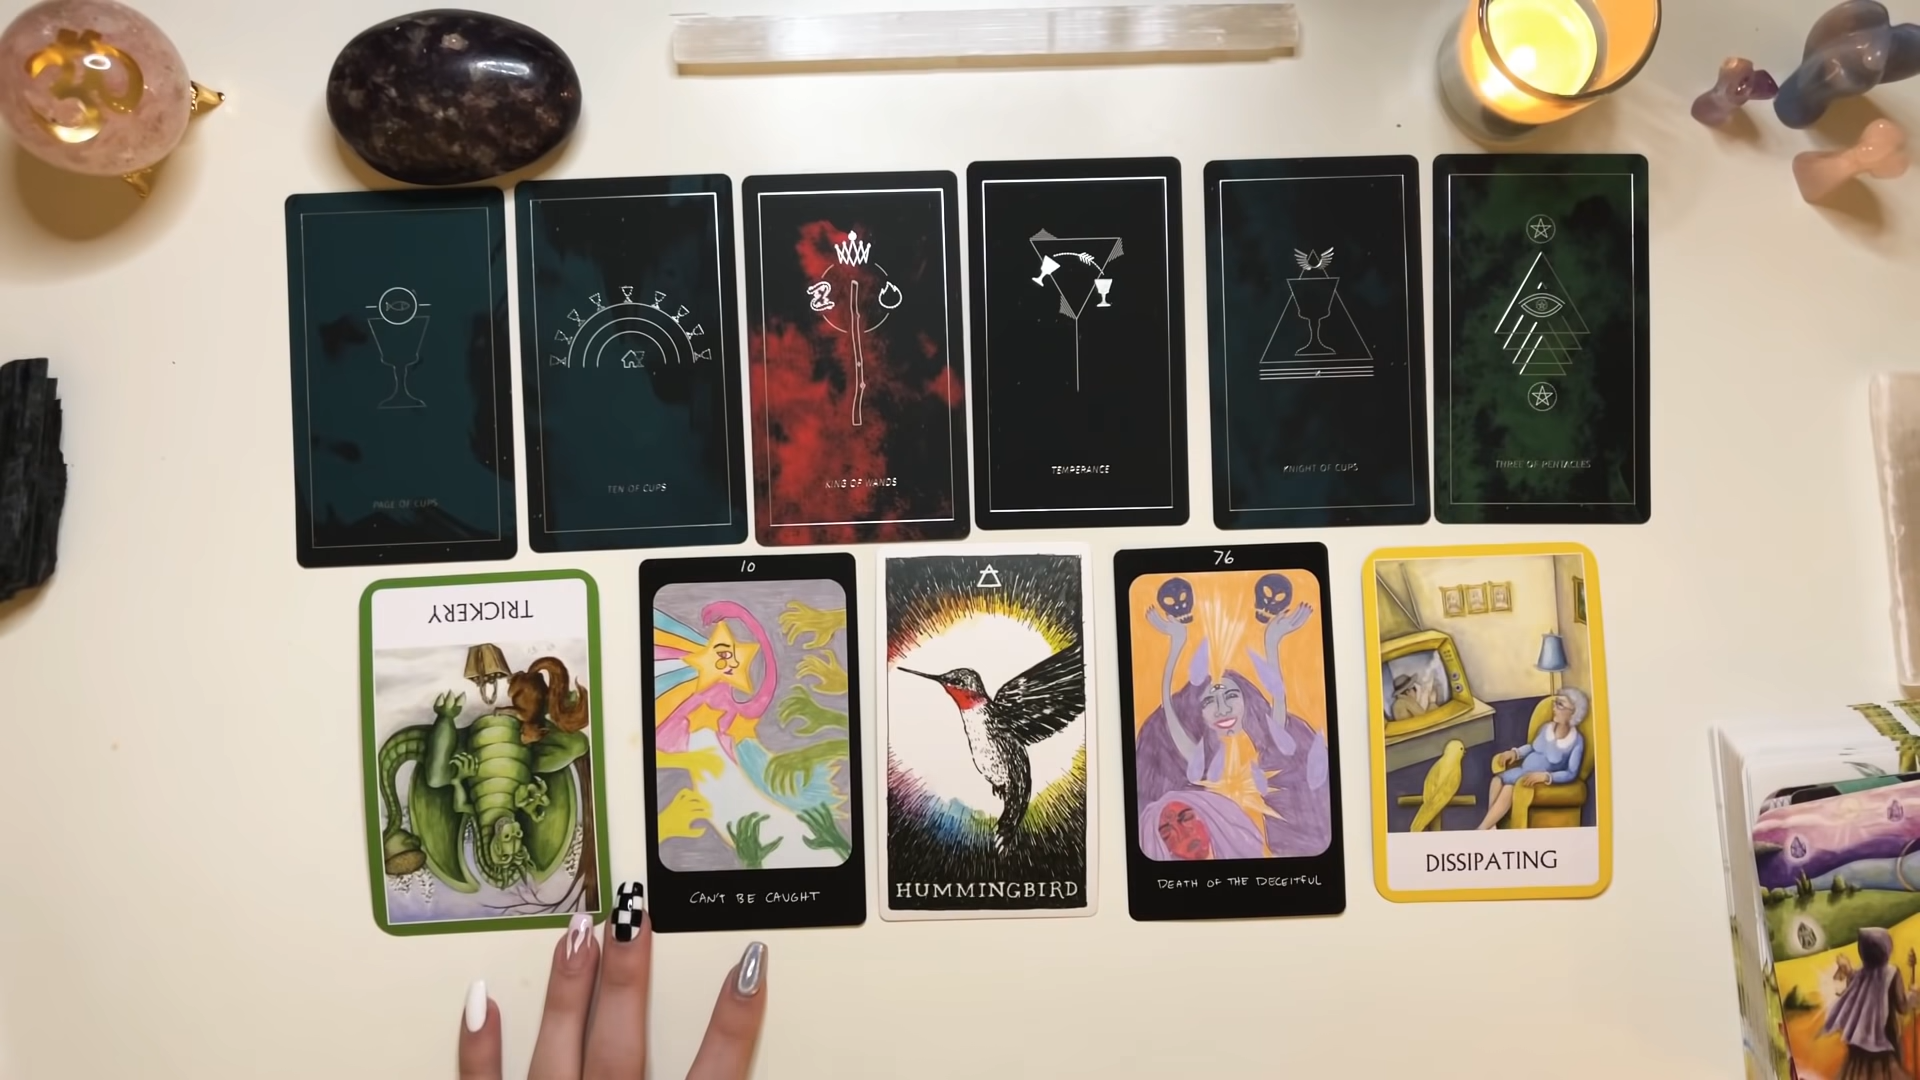 PAGE OF CUPS
TEN OF CUPS
KING OF WANDS
TEMPERANCE
KNIGHT OF CUPS
THREE OF PENTACLES
TRICKERY
10
CAN'T BE CAUGHT
HUMMINGBIRD
76
DEATH OF THE DECEITFUL
DISSIPATING